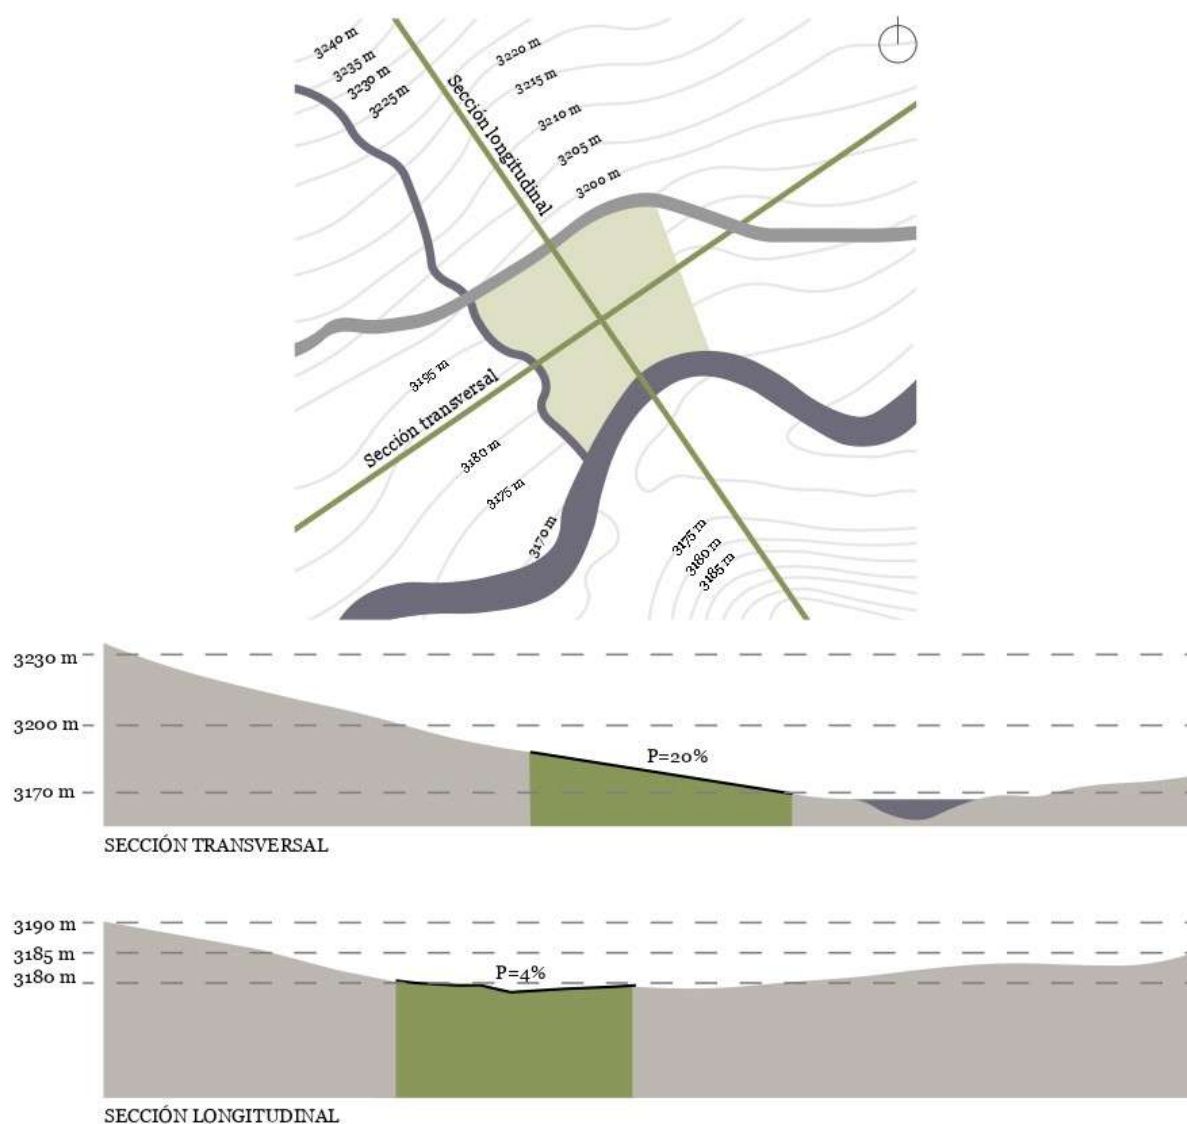 3240 m
3235 m
3230 m
3225 m
3220 m
3215 m
3210 m
3205 m
3200 m
Sección longitudinal
3195 m
Sección transversal
3180 m
3175 m
3170 m
3175 m
3180 m
3185 m
3230 m
3200 m
P=20%
3170 m
SECCIÓN TRANSVERSAL
3190 m
3185 m
3180 m
P=4%
SECCIÓN LONGITUDINAL